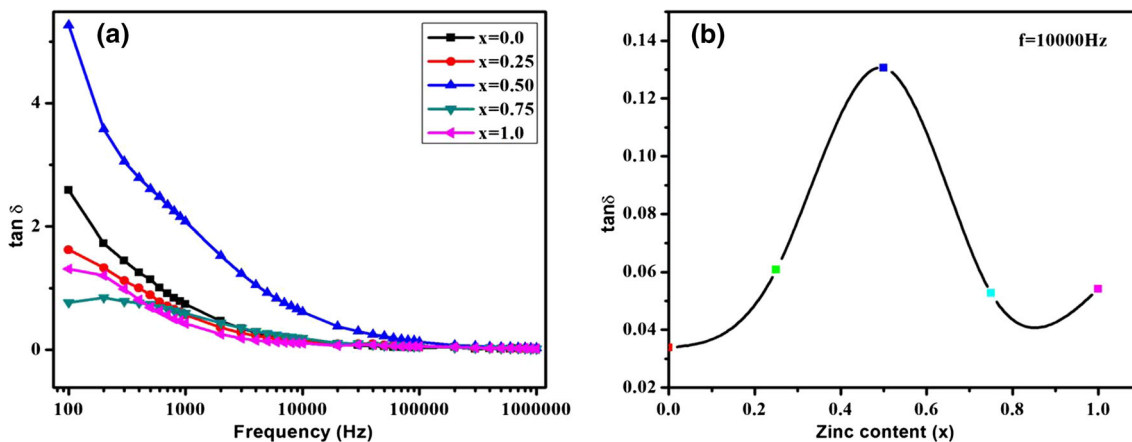 (a)
x=0.0
x=0.25
x=0.50
x=0.75
x=1.0
4
2
0
tan δ
100 1000 10000 100000 1000000
Frequency (Hz)
(b)
f=10000Hz
0.14
0.12
0.10
0.08
0.06
0.04
0.02
tanδ
0.0 0.2 0.4 0.6 0.8 1.0
Zinc content (x)